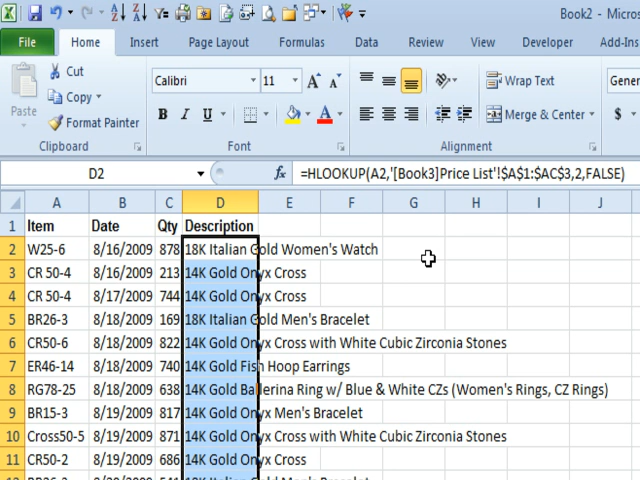 Book2 - Micros
File Home Insert Page Layout Formulas Data Review View Developer Add-Ins
Paste
Cut
Copy
Format Painter
Clipboard
Calibri 11 A A
B I U A
Font
Wrap Text
Merge & Center
Alignment
Gener
$
D2 fx =HLOOKUP(A2,'[Book3]Price List'!$A$1:$AC$3,2,FALSE)
A B C D E F G H I J
1 Item Date Qty Description
2 W25-6 8/16/2009 878 18K Italian Gold Women's Watch
3 CR 50-4 8/16/2009 213 14K Gold Onyx Cross
4 CR 50-4 8/17/2009 744 14K Gold Onyx Cross
5 BR26-3 8/18/2009 169 18K Italian Gold Men's Bracelet
6 CR50-6 8/18/2009 822 14K Gold Onyx Cross with White Cubic Zirconia Stones
7 ER46-14 8/18/2009 740 14K Gold Fish Hoop Earrings
8 RG78-25 8/18/2009 638 14K Gold Ballerina Ring w/ Blue & White CZs (Women's Rings, CZ Rings)
9 BR15-3 8/19/2009 817 14K Gold Onyx Men's Bracelet
10 Cross50-5 8/19/2009 871 14K Gold Onyx Cross with White Cubic Zirconia Stones
11 CR50-2 8/19/2009 686 14K Gold Onyx Cross